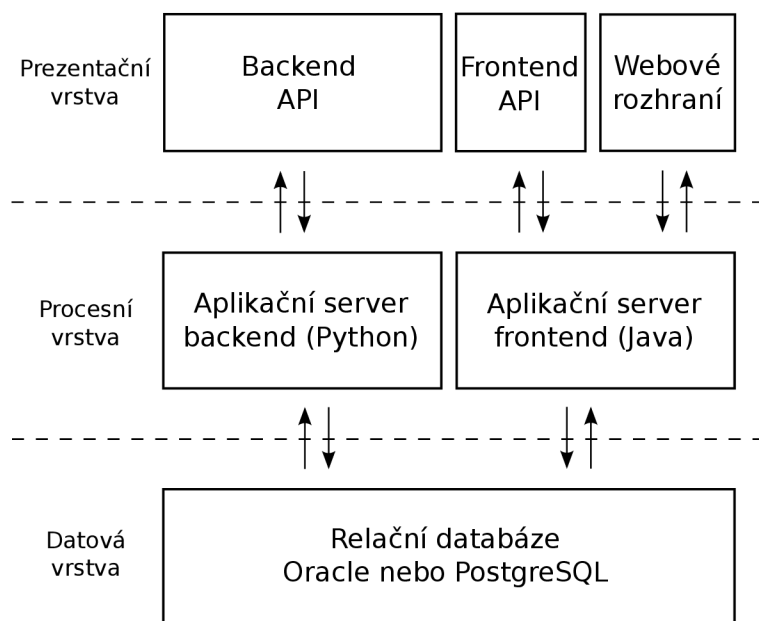 Prezentační
vrstva
Backend
API
Frontend
API
Webové
rozhraní
Procesní
vrstva
Aplikační server
backend (Python)
Aplikační server
frontend (Java)
Datová
vrstva
Relační databáze
Oracle nebo PostgreSQL